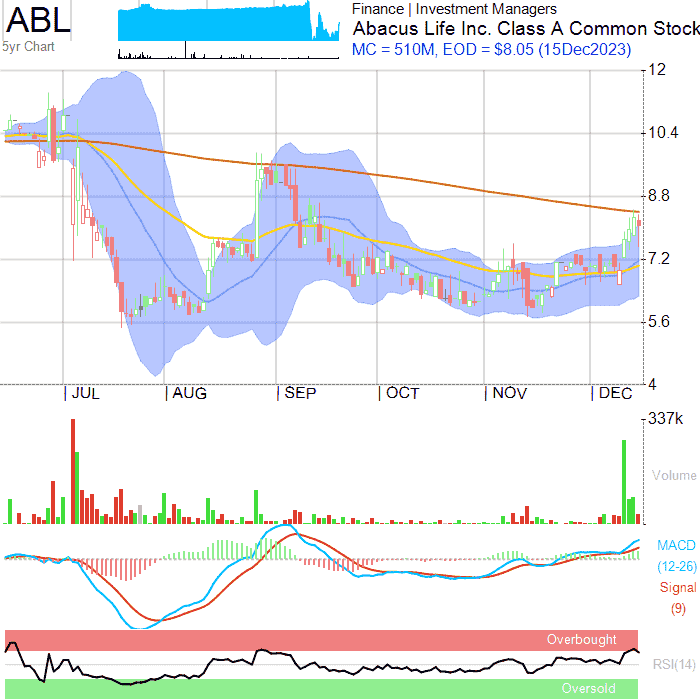 ABL
5yr Chart
Finance | Investment Managers
Abacus Life Inc. Class A Common Stock
MC = 510M, EOD = $8.05 (15Dec2023)
12
10.4
8.8
7.2
5.6
4
JUL AUG SEP OCT NOV DEC
337k
Volume
MACD
(12-26)
Signal
(9)
Overbought
RSI(14)
Oversold